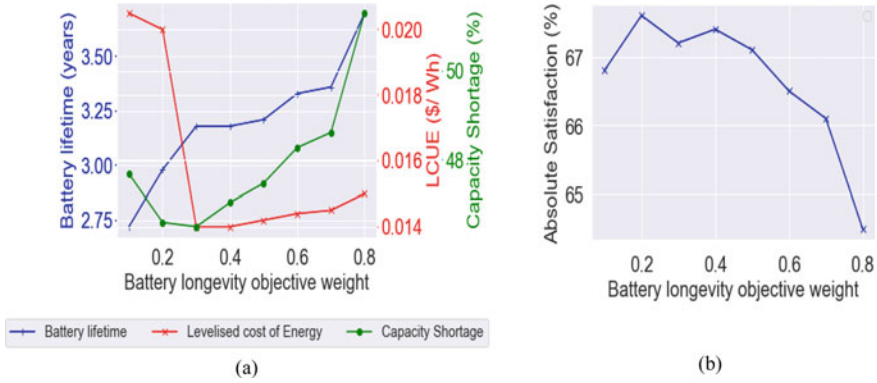 3.50
3.25
3.00
2.75
Battery lifetime (years)
0.020
0.018
0.016
0.014
LCUE ($/ Wh)
50
48
Capacity Shortage (%)
0.2 0.4 0.6 0.8
Battery longevity objective weight
Battery lifetime Levelised cost of Energy Capacity Shortage
(a)
67
66
65
Absolute Satisfaction (%)
0.2 0.4 0.6 0.8
Battery longevity objective weight
(b)